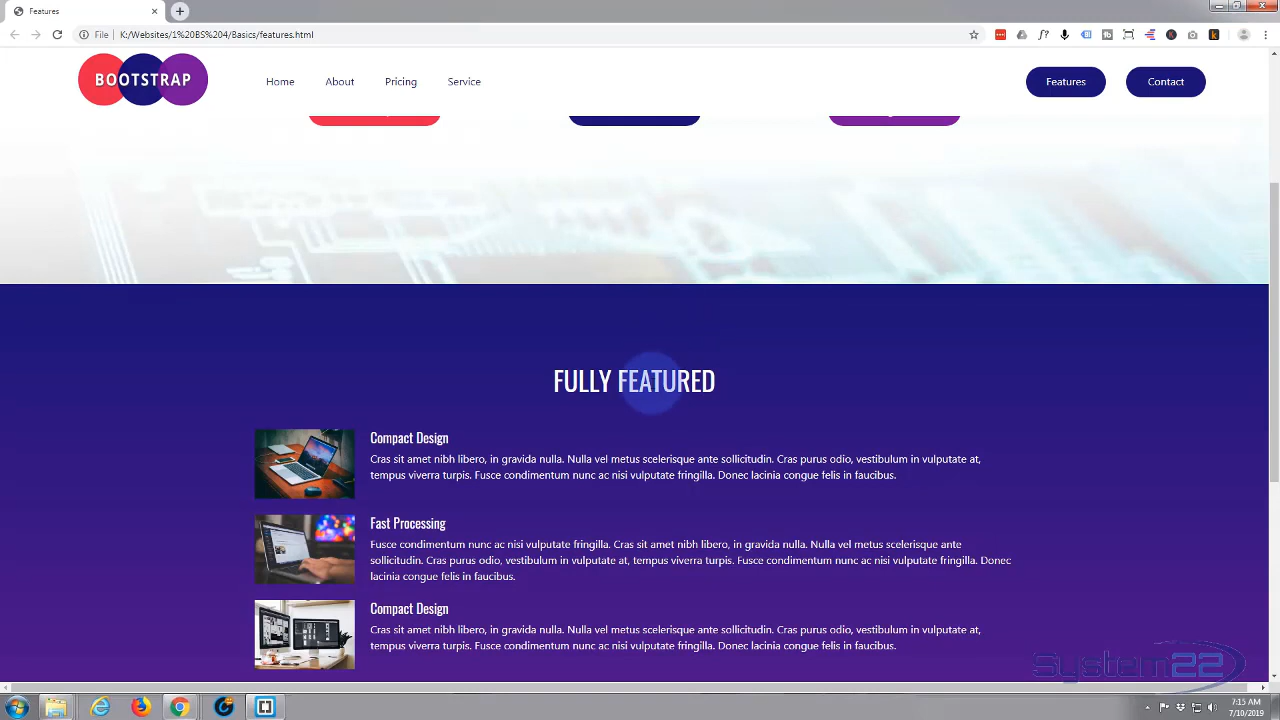 Features
File
K:/Websites/1%20BS%204/Basics/features.html
BOOTSTRAP
Home
About
Pricing
Service
Features
Contact
FULLY FEATURED
Compact Design
Cras sit amet nibh libero, in gravida nulla. Nulla vel metus scelerisque ante sollicitudin. Cras purus odio, vestibulum in vulputate at,
tempus viverra turpis. Fusce condimentum nunc ac nisi vulputate fringilla. Donec lacinia congue felis in faucibus.
Fast Processing
Fusce condimentum nunc ac nisi vulputate fringilla. Cras sit amet nibh libero, in gravida nulla. Nulla vel metus scelerisque ante
sollicitudin. Cras purus odio, vestibulum in vulputate at, tempus viverra turpis. Fusce condimentum nunc ac nisi vulputate fringilla. Donec
lacinia congue felis in faucibus.
Compact Design
Cras sit amet nibh libero, in gravida nulla. Nulla vel metus scelerisque ante sollicitudin. Cras purus odio, vestibulum in vulputate at,
tempus viverra turpis. Fusce condimentum nunc ac nisi vulputate fringilla. Donec lacinia congue felis in faucibus.
System22
7:15 AM
7/10/2019